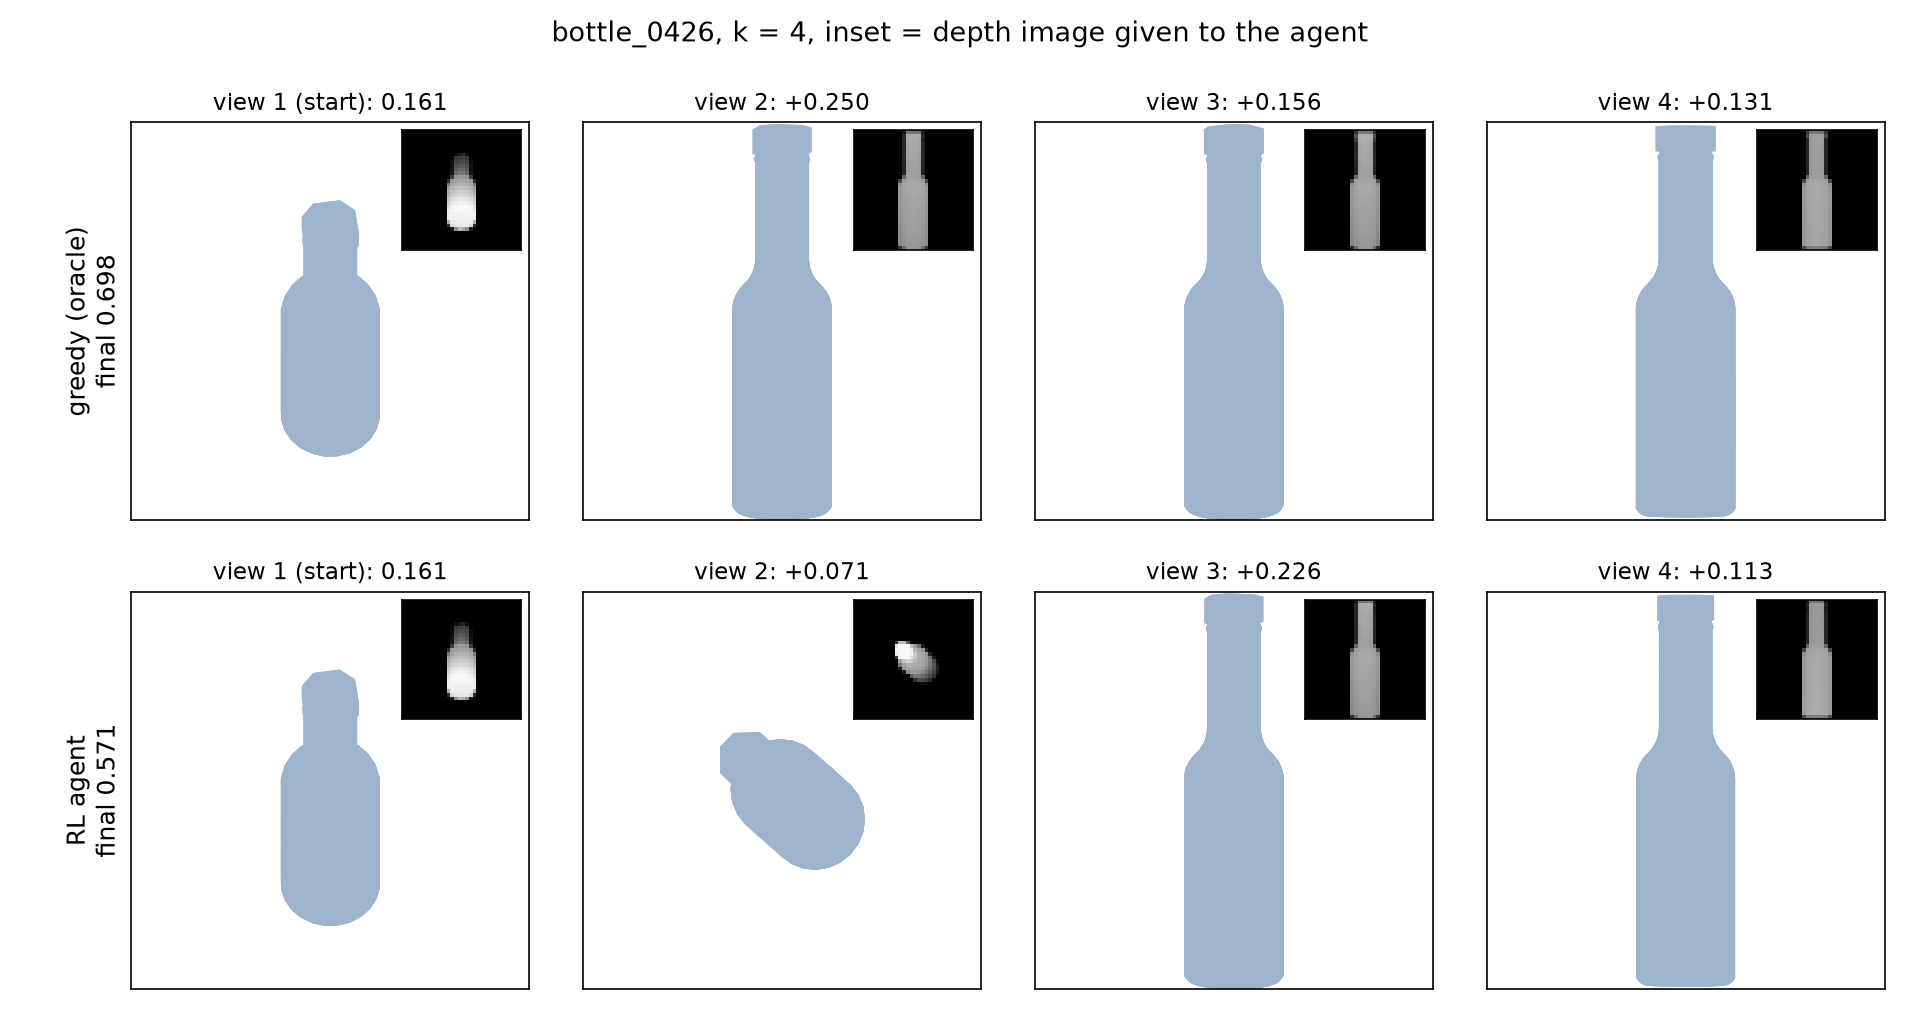 bottle_0426, k = 4, inset = depth image given to the agent
view 1 (start): 0.161
view 2: +0.250
view 3: +0.156
view 4: +0.131
greedy (oracle)
final 0.698
view 1 (start): 0.161
view 2: +0.071
view 3: +0.226
view 4: +0.113
RL agent
final 0.571